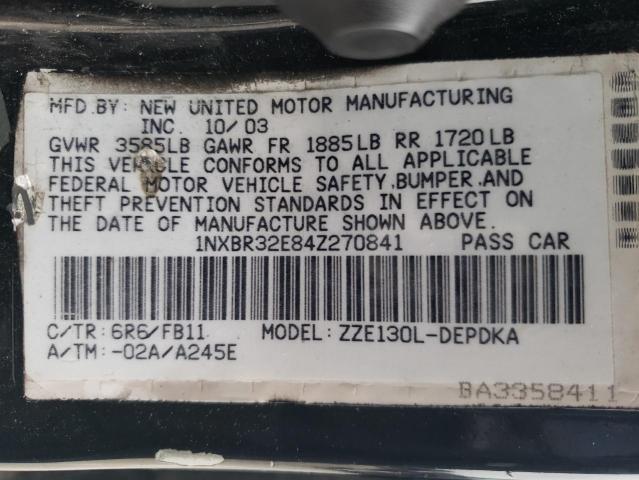 MFD.BY: NEW UNITED MOTOR MANUFACTURING
INC. 10/03
GVWR 3585LB GAWR FR 1885LB RR 1720LB
THIS VEHICLE CONFORMS TO ALL APPLICABLE
FEDERAL MOTOR VEHICLE SAFETY,BUMPER,AND
THEFT PREVENTION STANDARDS IN EFFECT ON
THE DATE OF MANUFACTURE SHOWN ABOVE.
1NXBR32E84Z270841 PASS CAR
C/TR: 6R6/FB11 MODEL: ZZE130L-DEPDKA
A/TM: -02A/A245E
BA3358411